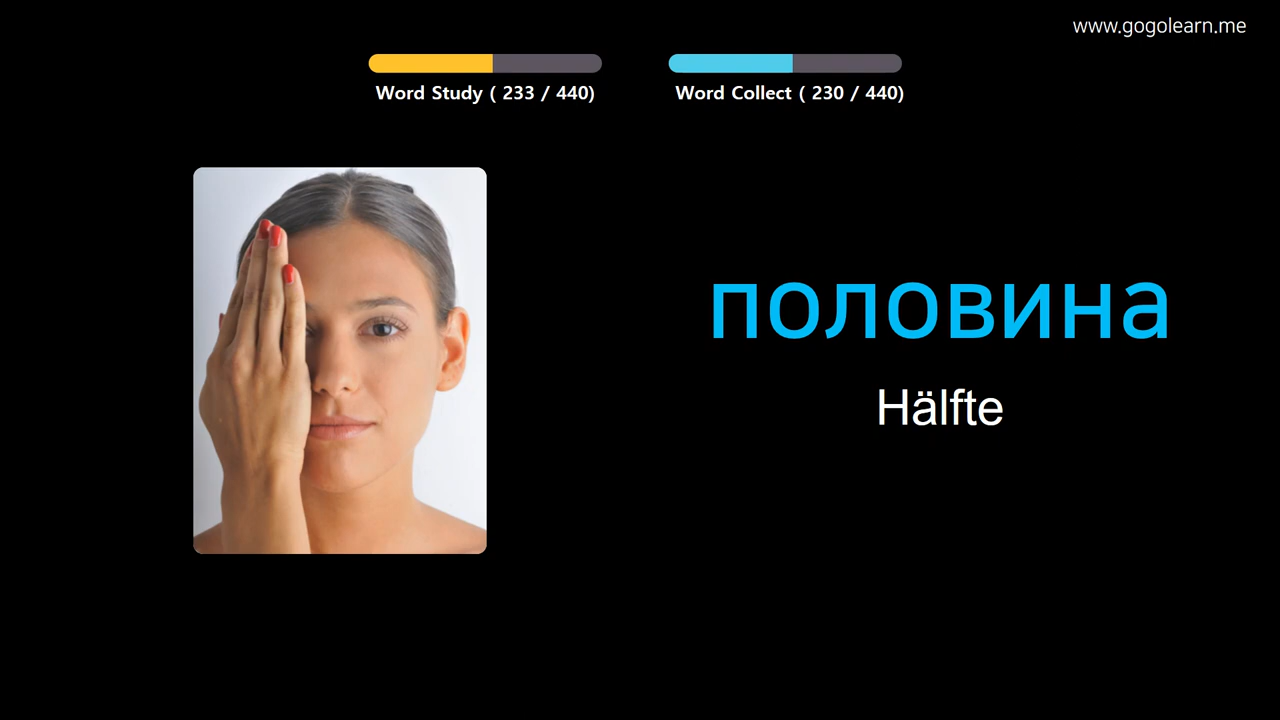 www.gogolearn.me
Word Study ( 233 / 440)
Word Collect ( 230 / 440)
половина
Hälfte